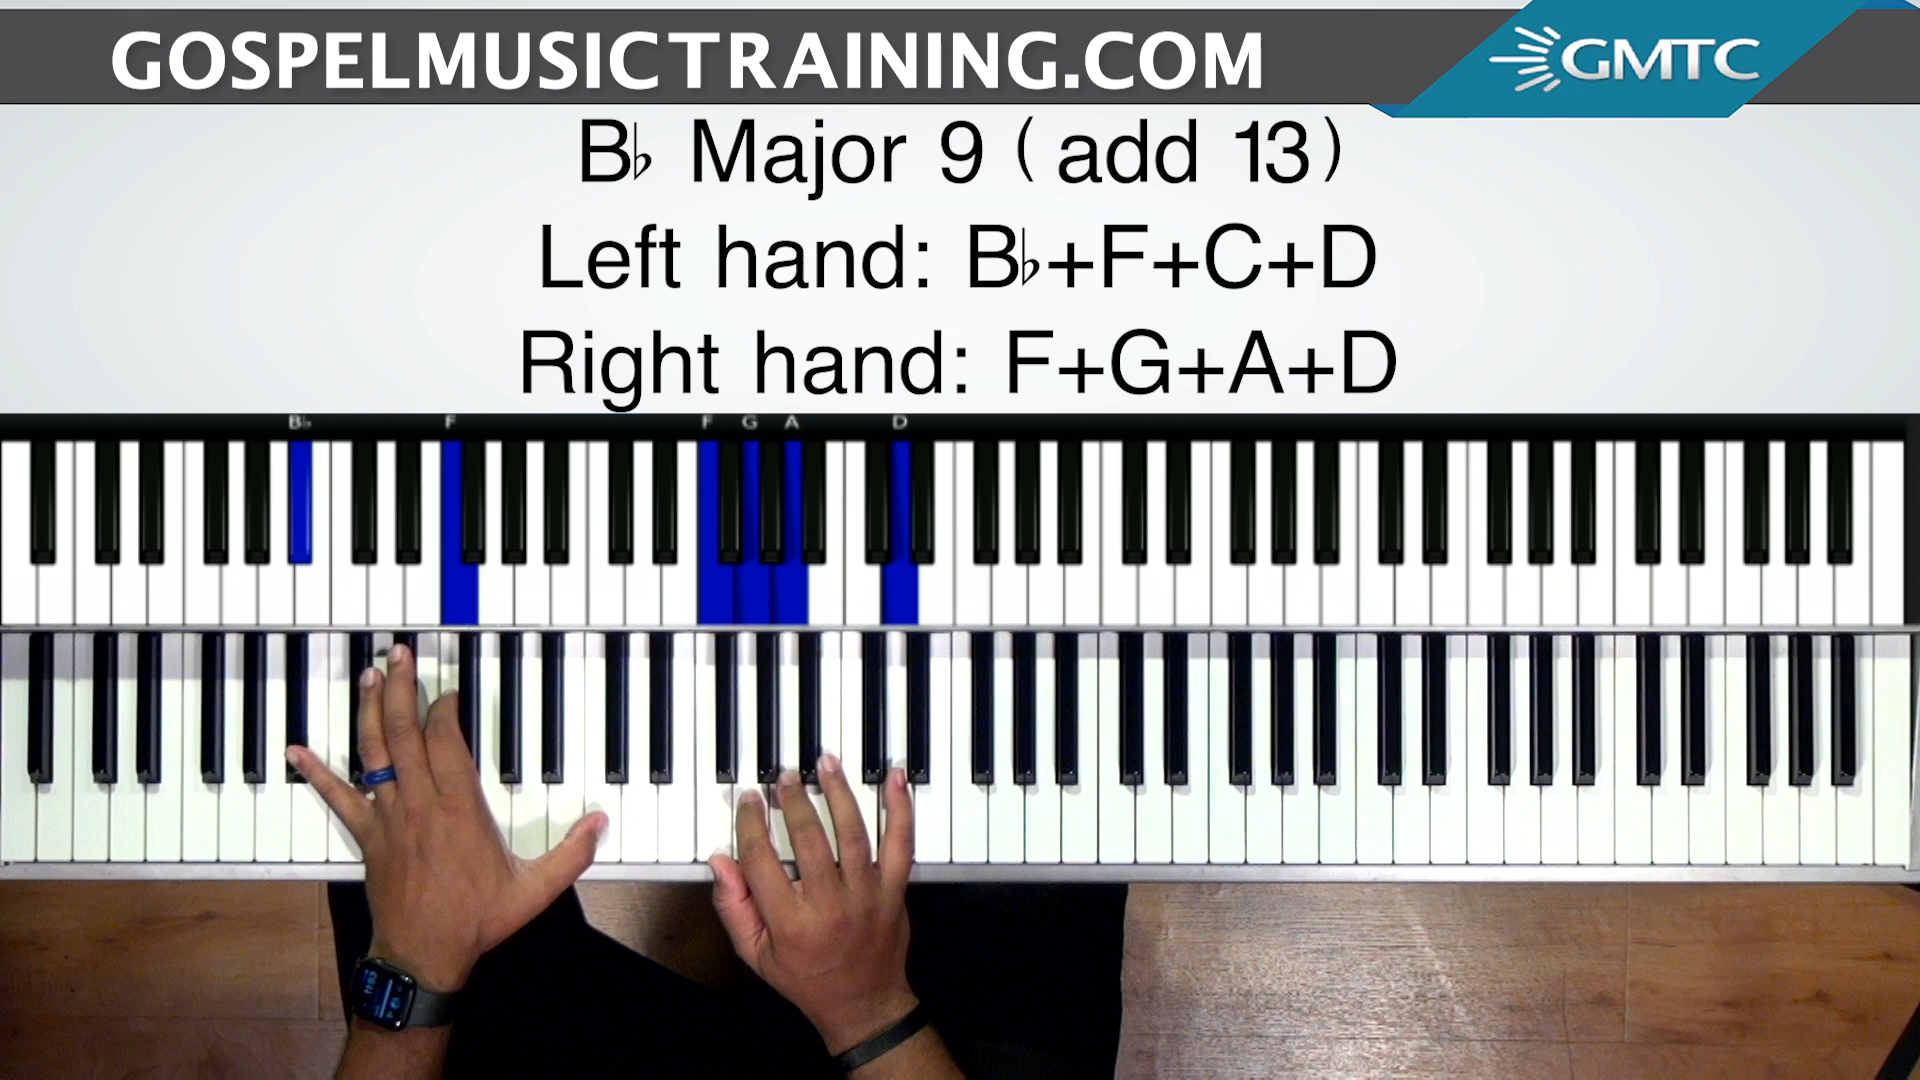 GOSPELMUSICTRAINING.COM
GMTC
B♭ Major 9 (add 13)
Left hand: B♭+F+C+D
Right hand: F+G+A+D
B♭ F F G A D